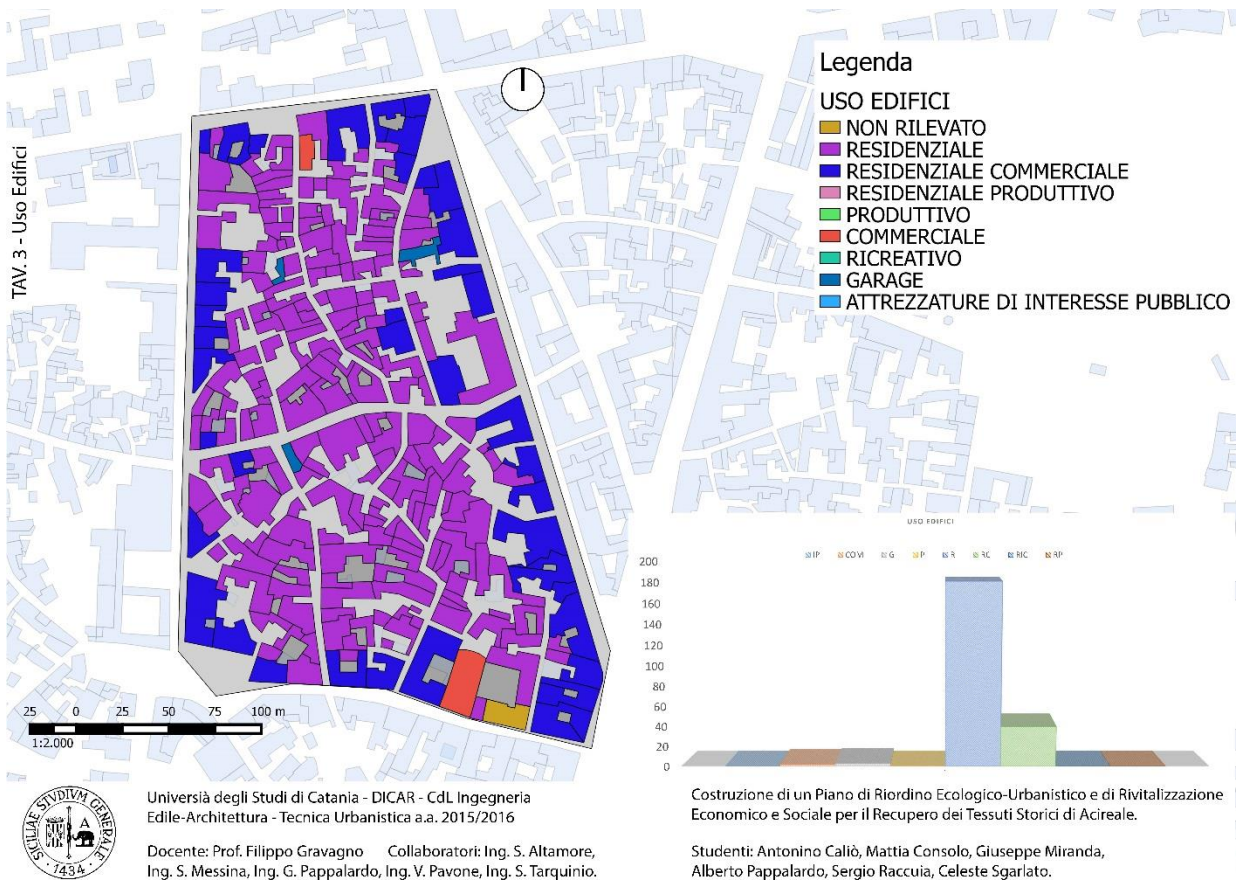 TAV. 3 - Uso Edifici
Legenda
USO EDIFICI
NON RILEVATO
RESIDENZIALE
RESIDENZIALE COMMERCIALE
RESIDENZIALE PRODUTTIVO
PRODUTTIVO
COMMERCIALE
RICREATIVO
GARAGE
ATTREZZATURE DI INTERESSE PUBBLICO
USO EDIFICI
IP COM G P R RC RIC RP
200
180
160
140
120
100
80
60
40
20
0
25 0 25 50 75 100 m
1:2.000
SICILIAE STVDIVM GENERALE
A
1434
Universià degli Studi di Catania - DICAR - CdL Ingegneria
Edile-Architettura - Tecnica Urbanistica a.a. 2015/2016
Docente: Prof. Filippo Gravagno Collaboratori: Ing. S. Altamore,
Ing. S. Messina, Ing. G. Pappalardo, Ing. V. Pavone, Ing. S. Tarquinio.
Costruzione di un Piano di Riordino Ecologico-Urbanistico e di Rivitalizzazione
Economico e Sociale per il Recupero dei Tessuti Storici di Acireale.
Studenti: Antonino Caliò, Mattia Consolo, Giuseppe Miranda,
Alberto Pappalardo, Sergio Raccuia, Celeste Sgarlato.